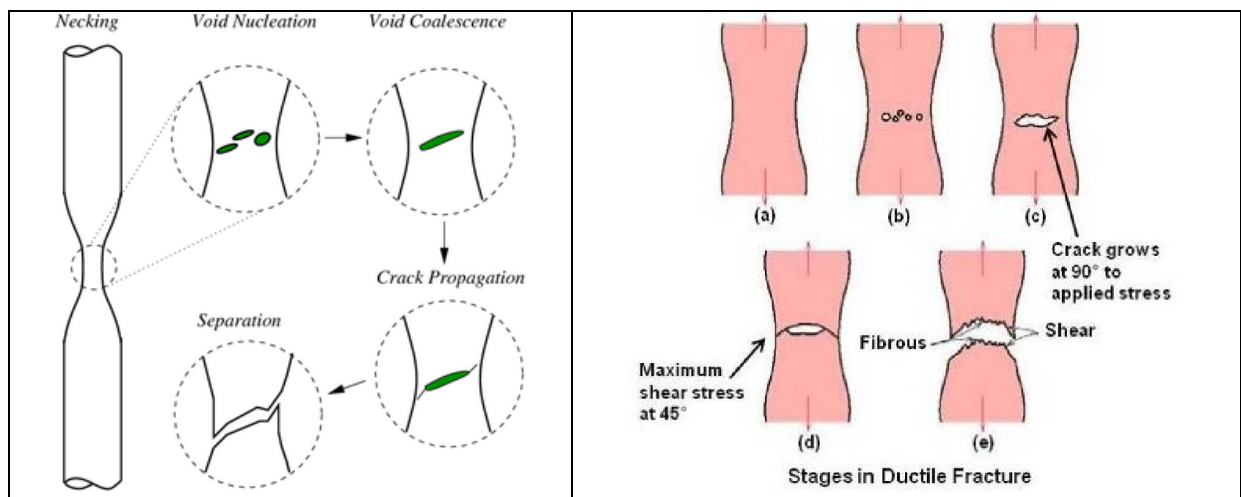 Necking
Void Nucleation
Void Coalescence
Crack Propagation
Separation
(a)
(b)
(c)
Crack grows
at 90° to
applied stress
Fibrous
Shear
Maximum
shear stress
at 45°
(d)
(e)
Stages in Ductile Fracture